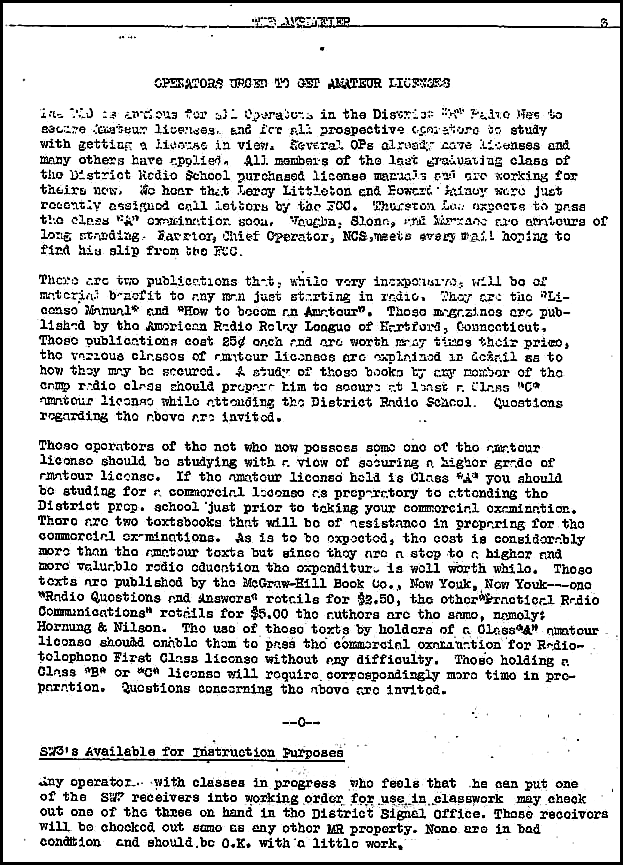 THE AMPLIFIER 3
OPERATORS URGED TO GET AMATEUR LICENSES
The is anxious for all Operators in the District "B" Radio Net to
secure Amateur licenses, and for all prospective operators to study
with getting a license in view. Several OPs already have licenses and
many others have applied. All members of the last graduating class of
the District Radio School purchased license manuals and are working for
theirs now. We hear that Leroy Littleton and Howard were just
recently assigned call letters by the FCC. Thurston Lee expects to pass
the class "A" examination soon. Vaughn, Slone, and are amateurs of
long standing. Farrior, Chief Operator, NCS,meets every mail hoping to
find his slip from the FCC.
There are two publications that, while very inexpensive, will be of
material benefit to any man just starting in radio. They are the "Li-
cense Manual" and "How to becom an Amateur". These magazines are pub-
lished by the American Radio Relay League of Hartford, Connecticut.
These publications cost 25¢ each and are worth many times their price,
the various classes of amateur licenses are explained in detail as to
how they may be secured. A study of these books by any member of the
camp radio class should prepare him to secure at least a Class "C"
amatour license while attending the District Radio School. Questions
regarding the above are invited.
These operators of the net who now possess some one of the amateur
license should be studying with a view of securing a higher grade of
amateur license. If the amateur license held is Class "A" you should
be studing for a commercial license as preparatory to attending the
District prep. school just prior to taking your commercial examination.
There are two textsbooks that will be of assistance in preparing for the
commercial examinations. As is to be expected, the cost is considerably
more than the amateur texts but since they are a step to a higher and
more valuable radio education the expenditure is well worth while. These
texts are published by the McGraw-Hill Book Co., New Youk, New Youk---one
"Radio Questions and Answers" retails for $2.50, the other"Practical Radio
Communications" retails for $5.00 the authors are the same, namely:
Hornung & Nilson. The use of these texts by holders of a Class"A" amateur
license should enable them to pass the commercial examination for Radio-
telephone First Class license without any difficulty. Those holding a
Class "B" or "C" license will require correspondingly more time in pre-
paration. Questions concerning the above are invited.
--0--
SW3's Available for Instruction Purposes
Any operator with classes in progress who feels that he can put one
of the SW3 receivers into working order for use in classwork may check
out one of the three on hand in the District Signal Office. These receivers
will be checked out same as any other MR property. None are in bad
condition and should be O.K. with a little work.